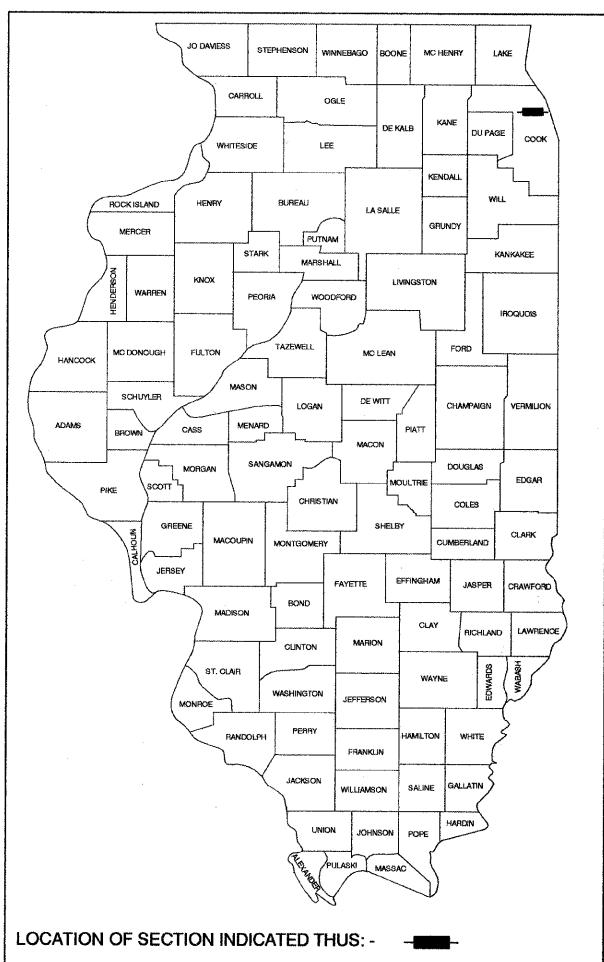 JO DAVIESS
STEPHENSON
WINNEBAGO
BOONE
MC HENRY
LAKE
CARROLL
OGLE
DE KALB
KANE
DU PAGE
COOK
WHITESIDE
LEE
KENDALL
WILL
ROCK ISLAND
HENRY
BUREAU
LA SALLE
GRUNDY
MERCER
PUTNAM
STARK
MARSHALL
KANKAKEE
HENDERSON
WARREN
KNOX
PEORIA
WOODFORD
LIVINGSTON
IROQUOIS
HANCOCK
MC DONOUGH
FULTON
TAZEWELL
MC LEAN
FORD
SCHUYLER
MASON
LOGAN
DE WITT
CHAMPAIGN
VERMILION
ADAMS
BROWN
CASS
MENARD
PIATT
MACON
MORGAN
SANGAMON
DOUGLAS
EDGAR
PIKE
SCOTT
MOULTRIE
CHRISTIAN
COLES
GREENE
MACOUPIN
MONTGOMERY
SHELBY
CUMBERLAND
CLARK
CALHOUN
JERSEY
FAYETTE
EFFINGHAM
JASPER
CRAWFORD
MADISON
BOND
CLAY
RICHLAND
LAWRENCE
CLINTON
MARION
ST. CLAIR
WAYNE
EDWARDS
WABASH
MONROE
WASHINGTON
JEFFERSON
RANDOLPH
PERRY
HAMILTON
WHITE
FRANKLIN
JACKSON
WILLIAMSON
SALINE
GALLATIN
UNION
JOHNSON
POPE
HARDIN
ALEXANDER
PULASKI
MASSAC
LOCATION OF SECTION INDICATED THUS: -